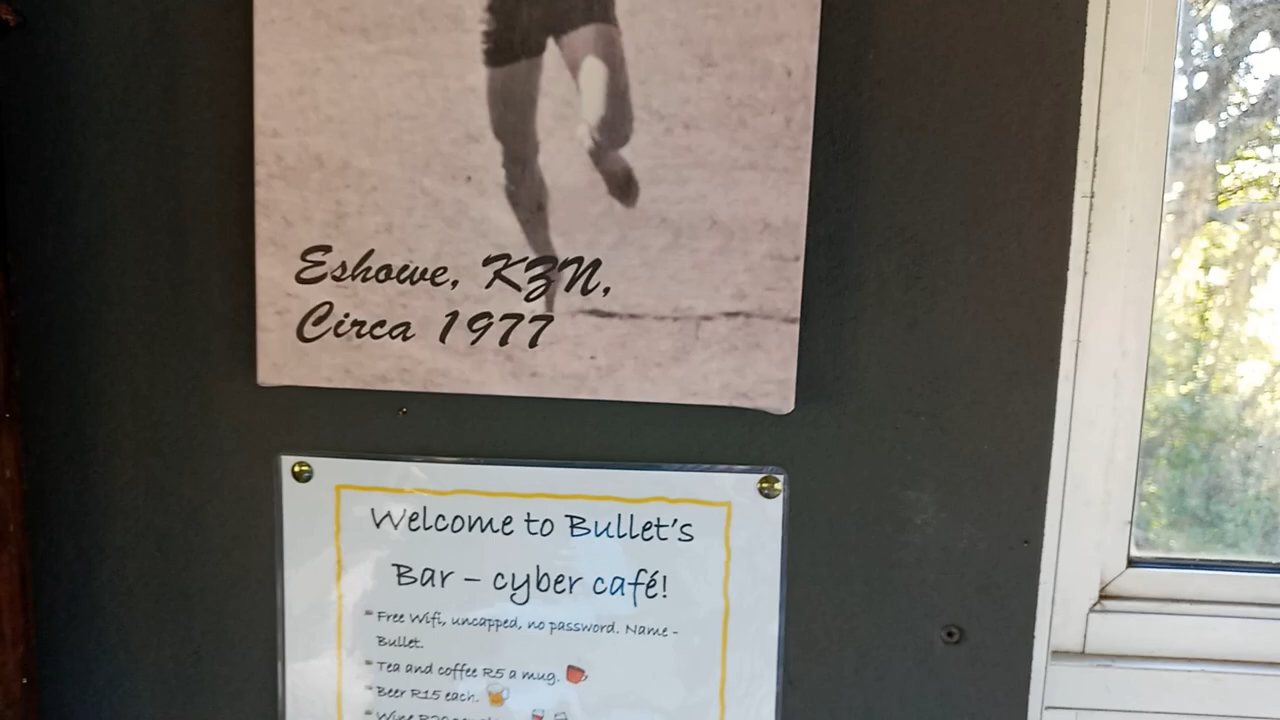 Eshowe, KZN,
Circa 1977
Welcome to Bullet's
Bar – cyber café!
Free Wifi, uncapped, no password. Name -
Bullet.
Tea and coffee R5 a mug.
Beer R15 each.
Wine